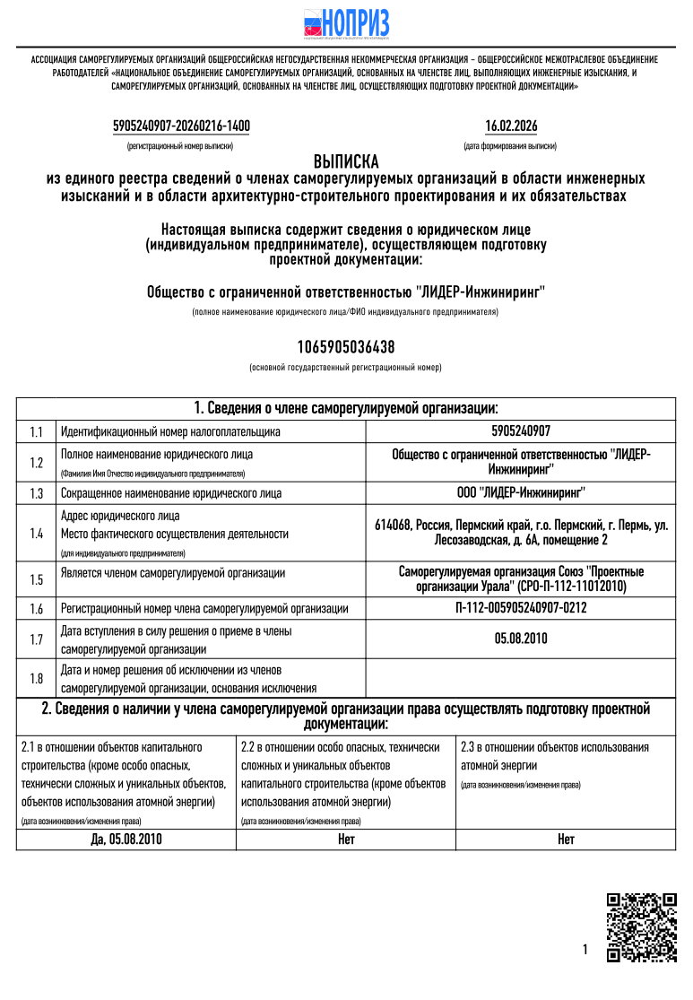 НОПРИЗ
АССОЦИАЦИЯ САМОРЕГУЛИРУЕМЫХ ОРГАНИЗАЦИЙ ОБЩЕРОССИЙСКАЯ НЕГОСУДАРСТВЕННАЯ НЕКОММЕРЧЕСКАЯ ОРГАНИЗАЦИЯ – ОБЩЕРОССИЙСКОЕ МЕЖОТРАСЛЕВОЕ ОБЪЕДИНЕНИЕ
РАБОТОДАТЕЛЕЙ «НАЦИОНАЛЬНОЕ ОБЪЕДИНЕНИЕ САМОРЕГУЛИРУЕМЫХ ОРГАНИЗАЦИЙ, ОСНОВАННЫХ НА ЧЛЕНСТВЕ ЛИЦ, ВЫПОЛНЯЮЩИХ ИНЖЕНЕРНЫЕ ИЗЫСКАНИЯ, И
САМОРЕГУЛИРУЕМЫХ ОРГАНИЗАЦИЙ, ОСНОВАННЫХ НА ЧЛЕНСТВЕ ЛИЦ, ОСУЩЕСТВЛЯЮЩИХ ПОДГОТОВКУ ПРОЕКТНОЙ ДОКУМЕНТАЦИИ»
5905240907-20260216-1400
16.02.2026
(регистрационный номер выписки)
(дата формирования выписки)
ВЫПИСКА
из единого реестра сведений о членах саморегулируемых организаций в области инженерных
изысканий и в области архитектурно-строительного проектирования и их обязательствах
Настоящая выписка содержит сведения о юридическом лице
(индивидуальном предпринимателе), осуществляющем подготовку
проектной документации:
Общество с ограниченной ответственностью "ЛИДЕР-Инжиниринг"
(полное наименование юридического лица/ФИО индивидуального предпринимателя)
1065905036438
(основной государственный регистрационный номер)
1. Сведения о члене саморегулируемой организации:
1.1
Идентификационный номер налогоплательщика
5905240907
1.2
Полное наименование юридического лица
(Фамилия Имя Отчество индивидуального предпринимателя)
Общество с ограниченной ответственностью "ЛИДЕР-
Инжиниринг"
1.3
Сокращенное наименование юридического лица
ООО "ЛИДЕР-Инжиниринг"
1.4
Адрес юридического лица
Место фактического осуществления деятельности
(для индивидуального предпринимателя)
614068, Россия, Пермский край, г.о. Пермский, г. Пермь, ул.
Лесозаводская, д. 6А, помещение 2
1.5
Является членом саморегулируемой организации
Саморегулируемая организация Союз "Проектные
организации Урала" (СРО-П-112-11012010)
1.6
Регистрационный номер члена саморегулируемой организации
П-112-005905240907-0212
1.7
Дата вступления в силу решения о приеме в члены
саморегулируемой организации
05.08.2010
1.8
Дата и номер решения об исключении из членов
саморегулируемой организации, основания исключения
2. Сведения о наличии у члена саморегулируемой организации права осуществлять подготовку проектной
документации:
2.1 в отношении объектов капитального
строительства (кроме особо опасных,
технически сложных и уникальных объектов,
объектов использования атомной энергии)
(дата возникновения/изменения права)
2.2 в отношении особо опасных, технически
сложных и уникальных объектов
капитального строительства (кроме объектов
использования атомной энергии)
(дата возникновения/изменения права)
2.3 в отношении объектов использования
атомной энергии
(дата возникновения/изменения права)
Да, 05.08.2010
Нет
Нет
1